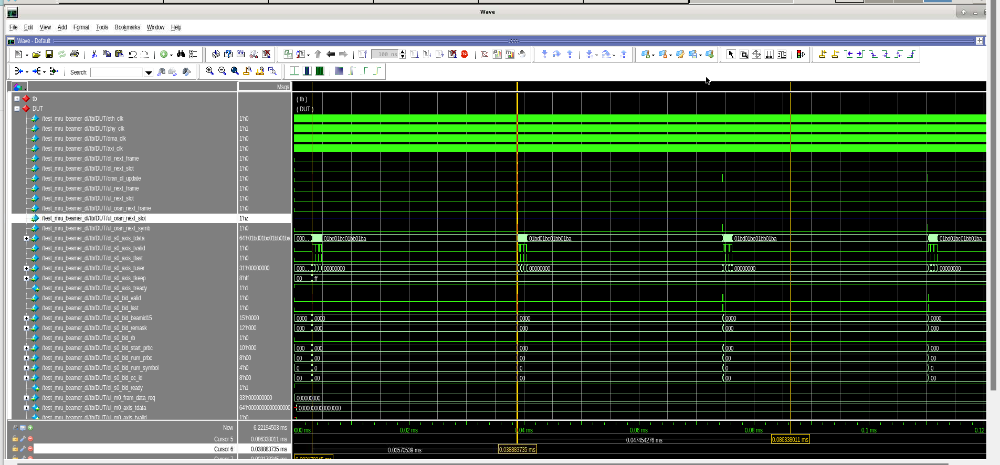 Wave
File Edit View Add Format Tools Bookmarks Window Help
Wave - Default
100 ns
STOP
Search:
Msgs
tb ( tb )
DUT ( DUT )
/test_mru_beamer_dl/tb/DUT/eth_clk 1'h0
/test_mru_beamer_dl/tb/DUT/phy_clk 1'h1
/test_mru_beamer_dl/tb/DUT/dma_clk 1'h0
/test_mru_beamer_dl/tb/DUT/axi_clk 1'h0
/test_mru_beamer_dl/tb/DUT/dl_next_frame 1'h0
/test_mru_beamer_dl/tb/DUT/dl_next_slot 1'h0
/test_mru_beamer_dl/tb/DUT/oran_dl_update 1'h0
/test_mru_beamer_dl/tb/DUT/ul_next_frame 1'h0
/test_mru_beamer_dl/tb/DUT/ul_next_slot 1'h0
/test_mru_beamer_dl/tb/DUT/ul_oran_next_frame 1'h0
/test_mru_beamer_dl/tb/DUT/ul_oran_next_slot 1'hz
/test_mru_beamer_dl/tb/DUT/ul_oran_next_symb 1'h0
/test_mru_beamer_dl/tb/DUT/dl_s0_axis_tdata 64'h01bd01bc01bb01ba 000... 01bd01bc01bb01ba 01bd01bc01bb01ba 01bd01bc01bb01ba 01bd01bc01bb01ba
/test_mru_beamer_dl/tb/DUT/dl_s0_axis_tvalid 1'h0
/test_mru_beamer_dl/tb/DUT/dl_s0_axis_tlast 1'h0
/test_mru_beamer_dl/tb/DUT/dl_s0_axis_tuser 31'h00000000 000... 00000000 00000000 00000000 00000000
/test_mru_beamer_dl/tb/DUT/dl_s0_axis_tkeep 8'hff 00 ff
/test_mru_beamer_dl/tb/DUT/dl_s0_axis_tready 1'h1
/test_mru_beamer_dl/tb/DUT/dl_s0_bid_valid 1'h0
/test_mru_beamer_dl/tb/DUT/dl_s0_bid_last 1'h0
/test_mru_beamer_dl/tb/DUT/dl_s0_bid_beamid15 15'h0000 0000 0000 0000 0000 0000
/test_mru_beamer_dl/tb/DUT/dl_s0_bid_remask 12'h000 000 000 000 000 000
/test_mru_beamer_dl/tb/DUT/dl_s0_bid_rb 1'h0
/test_mru_beamer_dl/tb/DUT/dl_s0_bid_start_prbc 10'h000 000 000 000 000 000
/test_mru_beamer_dl/tb/DUT/dl_s0_bid_num_prbc 8'h00 00 00 00 00 00
/test_mru_beamer_dl/tb/DUT/dl_s0_bid_num_symbol 4'h0 0 0 0 0 0
/test_mru_beamer_dl/tb/DUT/dl_s0_bid_cc_id 8'h00 00 00 00 00 00
/test_mru_beamer_dl/tb/DUT/dl_s0_bid_ready 1'h1
/test_mru_beamer_dl/tb/DUT/ul_m0_fram_data_req 33'h000000000 000000000
/test_mru_beamer_dl/tb/DUT/ul_m0_axis_tdata 64'h0000000000000000 0000000000000000
/test_mru_beamer_dl/tb/DUT/ul_m0_axis_tvalid 1'h0
Now 6.22194503 ms 000 ms 0.02 ms 0.04 ms 0.06 ms 0.08 ms 0.1 ms 0.12
Cursor 5 0.086338011 ms 0.047454276 ms 0.086338011 ms
Cursor 6 0.038883735 ms 0.03570539 ms 0.038883735 ms
Cursor 7 0.003178345 ms 0.003178345 ms